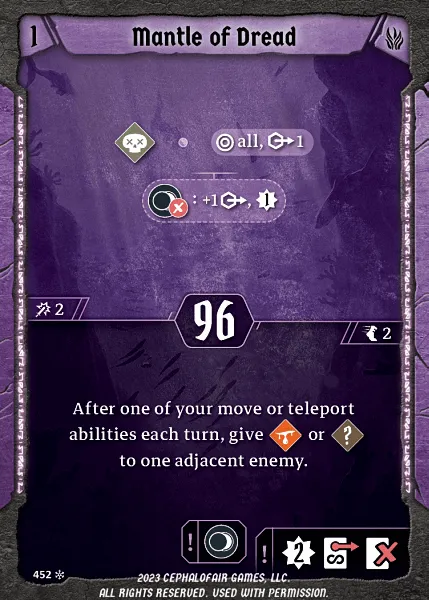 1
Mantle of Dread
all, 1
: +1 ,
1
2
96
2
After one of your move or teleport
abilities each turn, give or ?
to one adjacent enemy.
! ! 2
452
2023 CEPHALOFAIR GAMES, LLC.
ALL RIGHTS RESERVED. USED WITH PERMISSION.